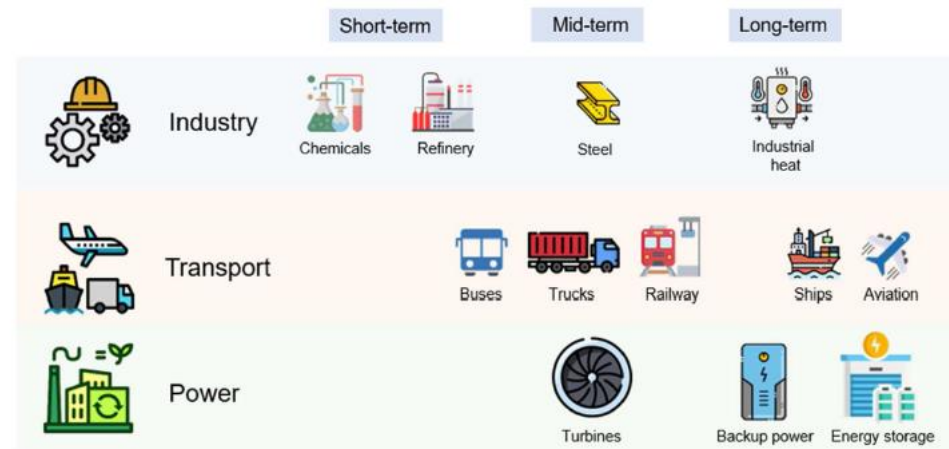 Short-term Mid-term Long-term
Industry
Chemicals Refinery Steel Industrial
heat
Transport
Buses Trucks Railway Ships Aviation
Power
Turbines Backup power Energy storage